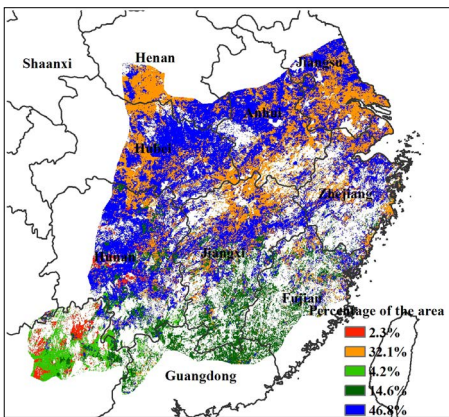 Henan
Shaanxi
Jiangsu
Anhui
Hubei
Zhejiang
Hunan
Jiangxi
Fujian
Percentage of the area
2.3%
32.1%
4.2%
14.6%
46.8%
Guangdong